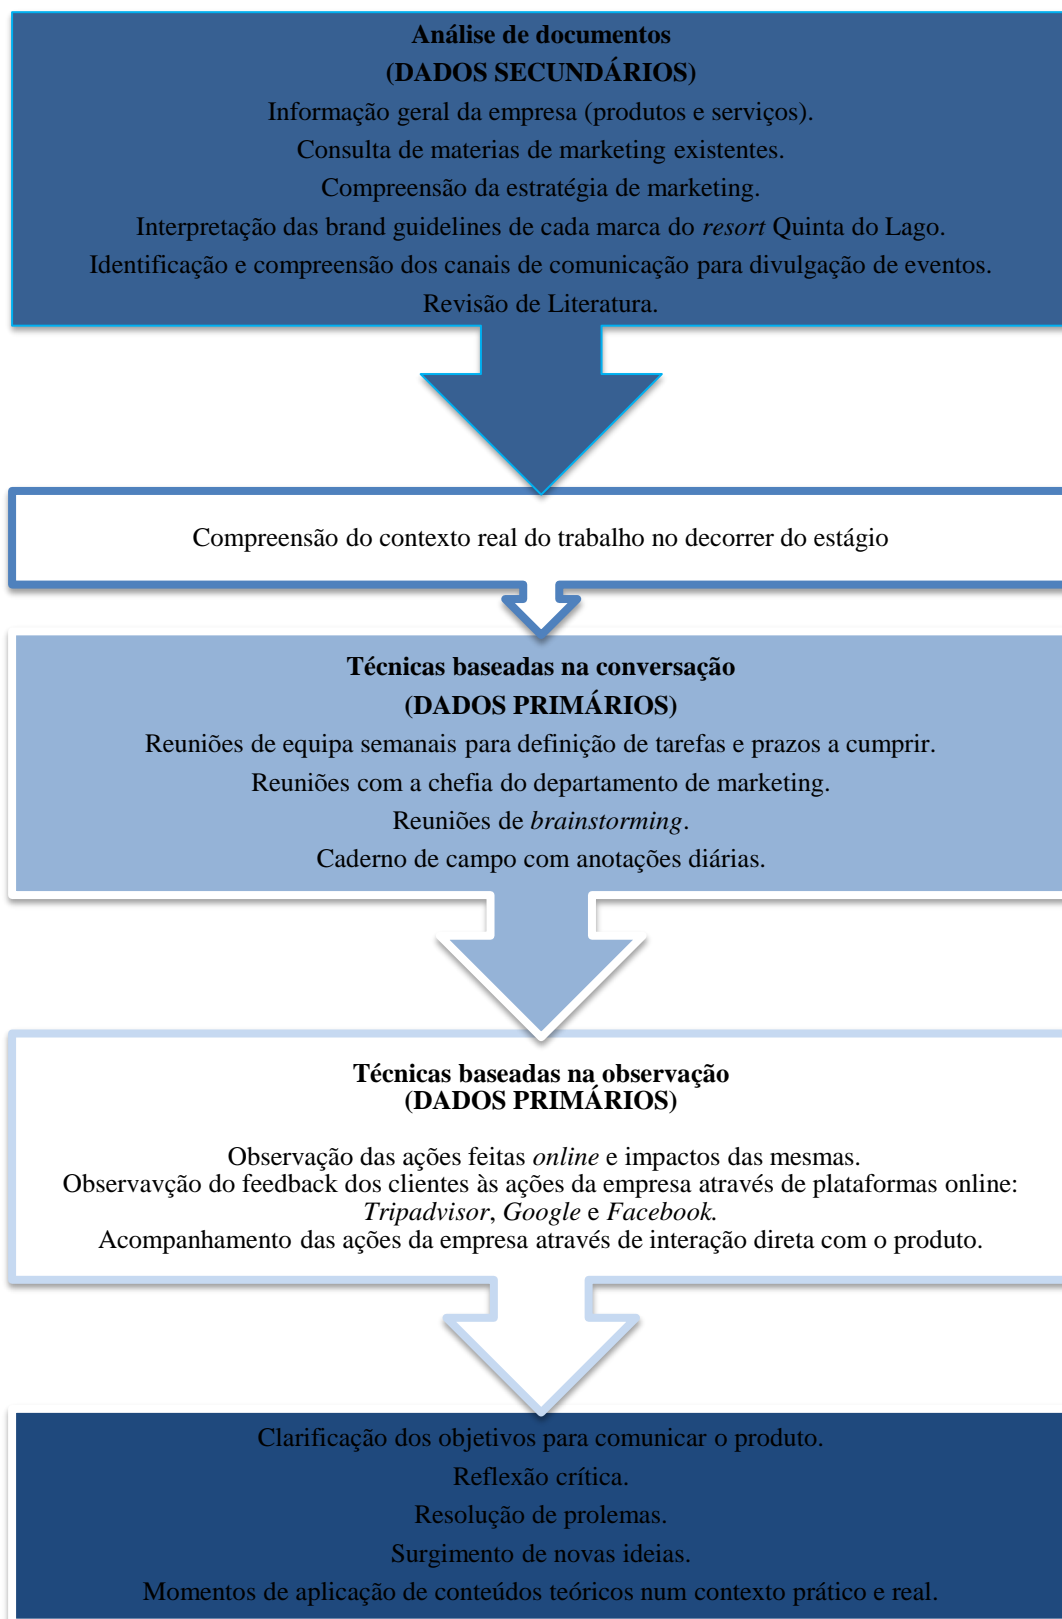 Análise de documentos
(DADOS SECUNDÁRIOS)
Informação geral da empresa (produtos e serviços).
Consulta de materias de marketing existentes.
Compreensão da estratégia de marketing.
Interpretação das brand guidelines de cada marca do resort Quinta do Lago.
Identificação e compreensão dos canais de comunicação para divulgação de eventos.
Revisão de Literatura.
Compreensão do contexto real do trabalho no decorrer do estágio
Técnicas baseadas na conversação
(DADOS PRIMÁRIOS)
Reuniões de equipa semanais para definição de tarefas e prazos a cumprir.
Reuniões com a chefia do departamento de marketing.
Reuniões de brainstorming.
Caderno de campo com anotações diárias.
Técnicas baseadas na observação
(DADOS PRIMÁRIOS)
Observação das ações feitas online e impactos das mesmas.
Observavção do feedback dos clientes às ações da empresa através de plataformas online:
Tripadvisor, Google e Facebook.
Acompanhamento das ações da empresa através de interação direta com o produto.
Clarificação dos objetivos para comunicar o produto.
Reflexão crítica.
Resolução de prolemas.
Surgimento de novas ideias.
Momentos de aplicação de conteúdos teóricos num contexto prático e real.